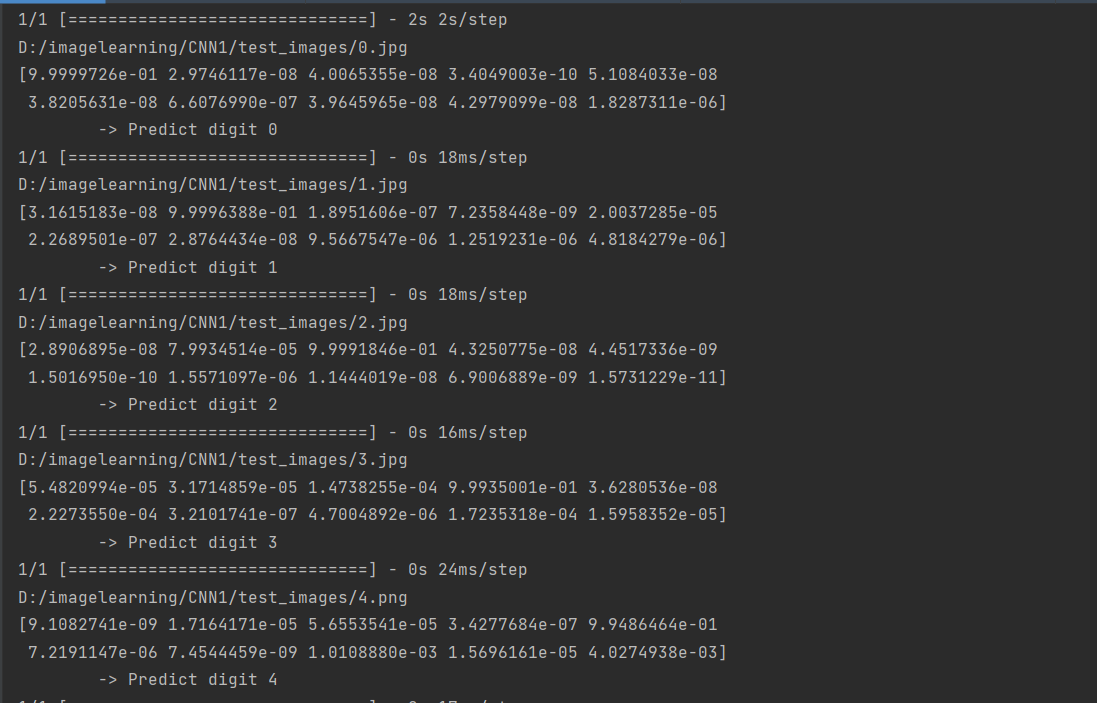 1/1 [==============================] - 2s 2s/step
D:/imagelearning/CNN1/test_images/0.jpg
[9.9999726e-01 2.9746117e-08 4.0065355e-08 3.4049003e-10 5.1084033e-08
 3.8205631e-08 6.6076990e-07 3.9645965e-08 4.2979099e-08 1.8287311e-06]
        -> Predict digit 0
1/1 [==============================] - 0s 18ms/step
D:/imagelearning/CNN1/test_images/1.jpg
[3.1615183e-08 9.9996388e-01 1.8951606e-07 7.2358448e-09 2.0037285e-05
 2.2689501e-07 2.8764434e-08 9.5667547e-06 1.2519231e-06 4.8184279e-06]
        -> Predict digit 1
1/1 [==============================] - 0s 18ms/step
D:/imagelearning/CNN1/test_images/2.jpg
[2.8906895e-08 7.9934514e-05 9.9991846e-01 4.3250775e-08 4.4517336e-09
 1.5016950e-10 1.5571097e-06 1.1444019e-08 6.9006889e-09 1.5731229e-11]
        -> Predict digit 2
1/1 [==============================] - 0s 16ms/step
D:/imagelearning/CNN1/test_images/3.jpg
[5.4820994e-05 3.1714859e-05 1.4738255e-04 9.9935001e-01 3.6280536e-08
 2.2273550e-04 3.2101741e-07 4.7004892e-06 1.7235318e-04 1.5958352e-05]
        -> Predict digit 3
1/1 [==============================] - 0s 24ms/step
D:/imagelearning/CNN1/test_images/4.png
[9.1082741e-09 1.7164171e-05 5.6553541e-05 3.4277684e-07 9.9486464e-01
 7.2191147e-06 7.4544459e-09 1.0108880e-03 1.5696161e-05 4.0274938e-03]
        -> Predict digit 4